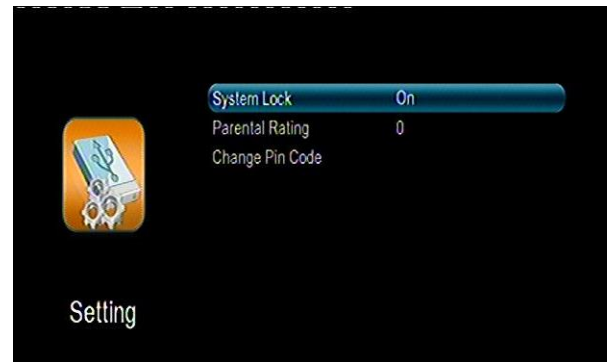 System Lock On
Parental Rating 0
Change Pin Code
Setting